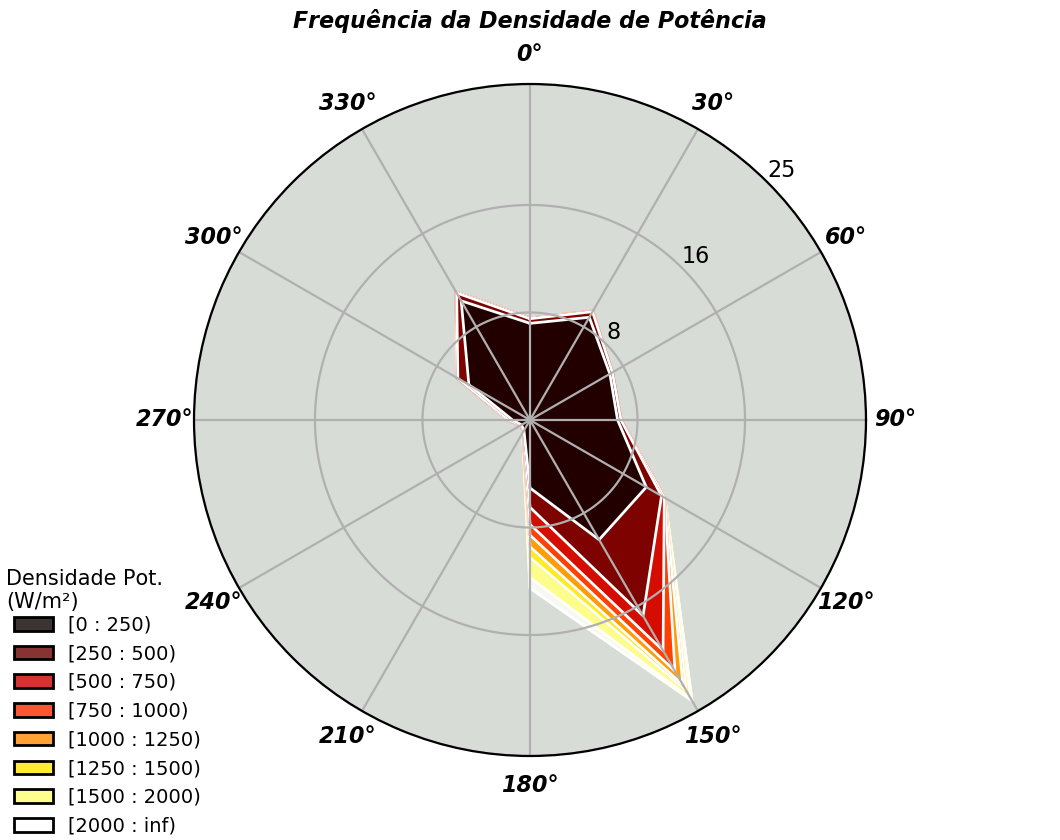 Frequência da Densidade de Potência
0°
330°
30°
25
300°
60°
16
8
270°
90°
240°
120°
210°
150°
180°
Densidade Pot.
(W/m²)
[0 : 250)
[250 : 500)
[500 : 750)
[750 : 1000)
[1000 : 1250)
[1250 : 1500)
[1500 : 2000)
[2000 : inf)